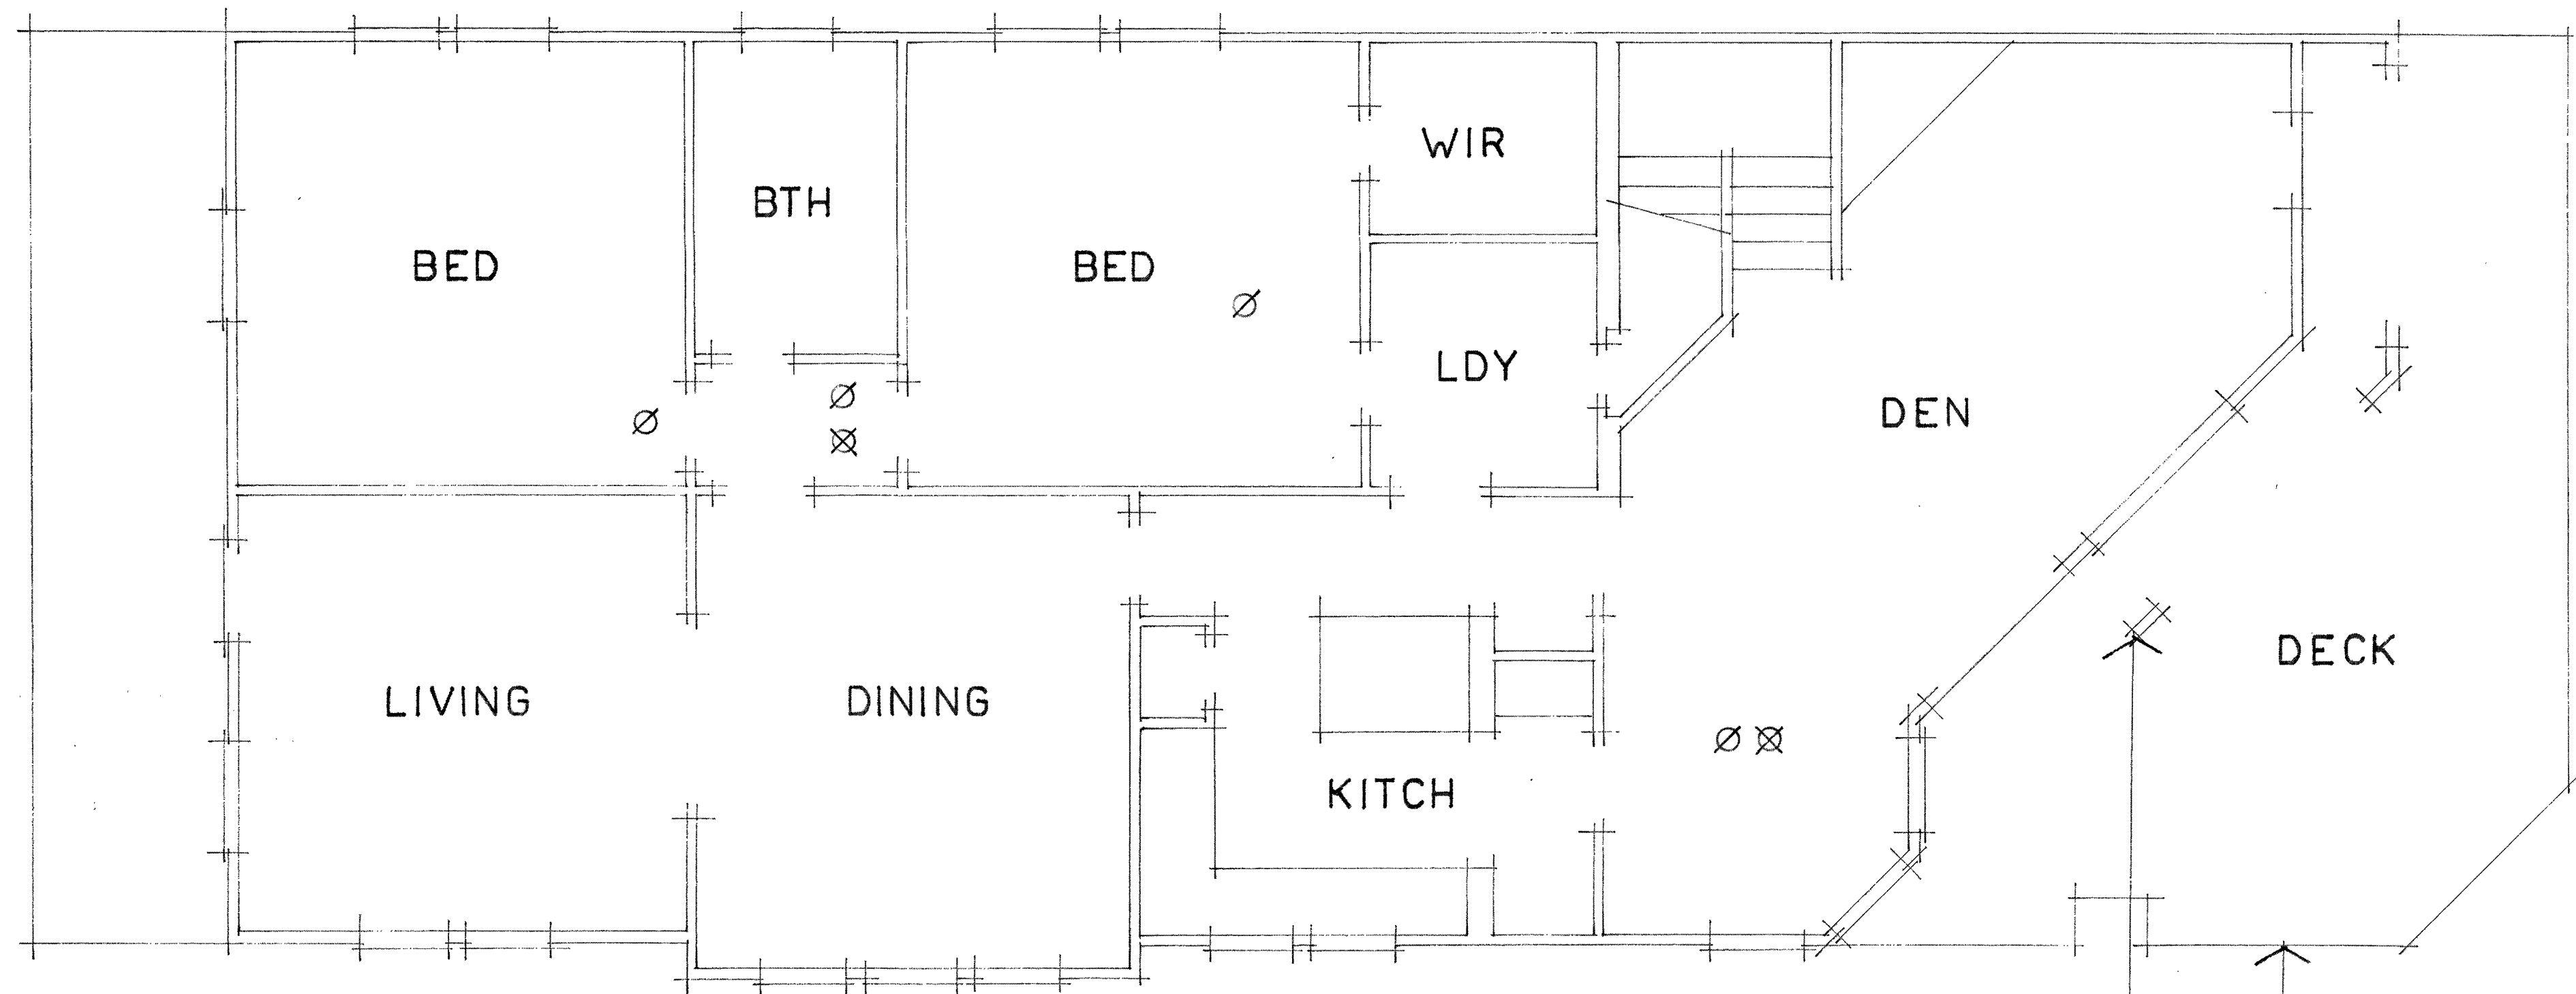 WIR
BTH
BED
BED
LDY
DEN
DECK
LIVING
DINING
KITCH